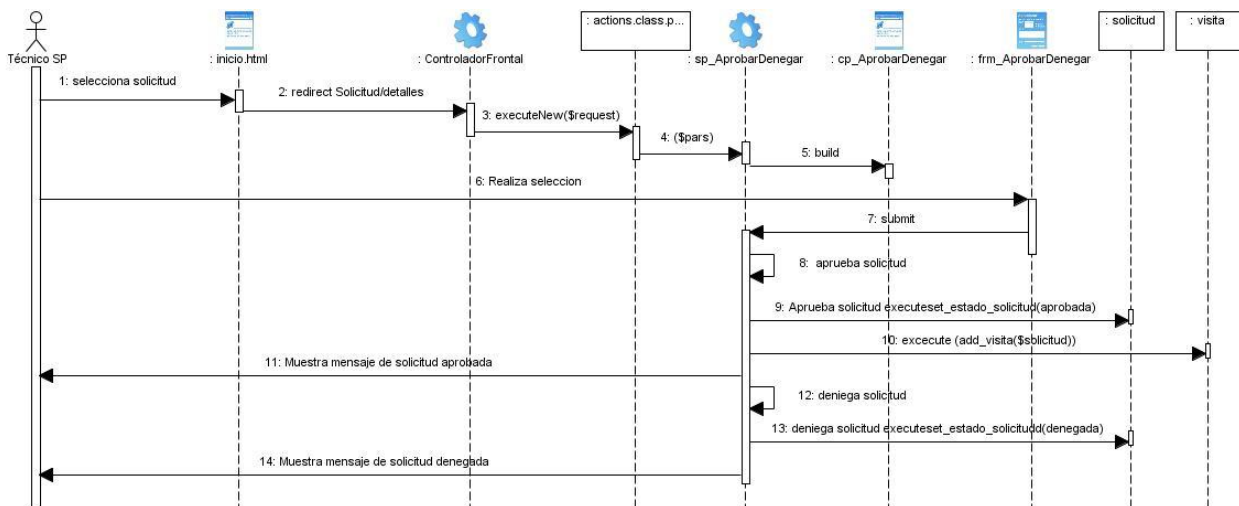 : actions.class.p...
: solicitud
: visita
Técnico SP
: inicio.html
: ControladorFrontal
: sp_AprobarDenegar
: cp_AprobarDenegar
: frm_AprobarDenegar
1: selecciona solicitud
2: redirect Solicitud/detalles
3: executeNew($request)
4: ($pars)
5: build
6: Realiza seleccion
7: submit
8: aprueba solicitud
9: Aprueba solicitud executeset_estado_solicitud(aprobada)
10: excecute (add_visita($solicitud))
11: Muestra mensaje de solicitud aprobada
12: deniega solicitud
13: deniega solicitud executeset_estado_solicitudd(denegada)
14: Muestra mensaje de solicitud denegada